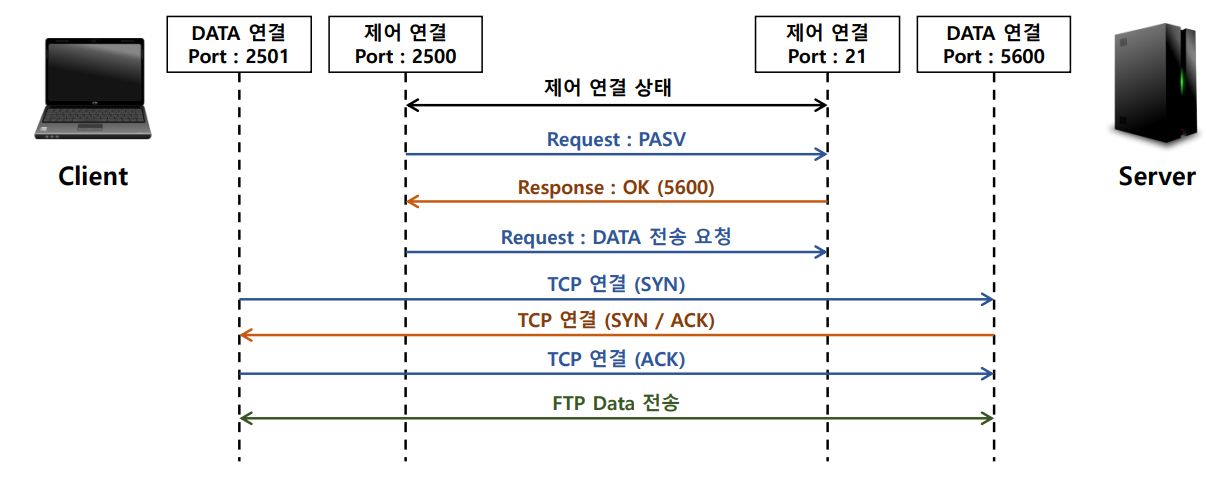 DATA 연결
Port : 2501
제어 연결
Port : 2500
제어 연결
Port : 21
DATA 연결
Port : 5600
제어 연결 상태
Request : PASV
Client
Server
Response : OK (5600)
Request : DATA 전송 요청
TCP 연결 (SYN)
TCP 연결 (SYN / ACK)
TCP 연결 (ACK)
FTP Data 전송